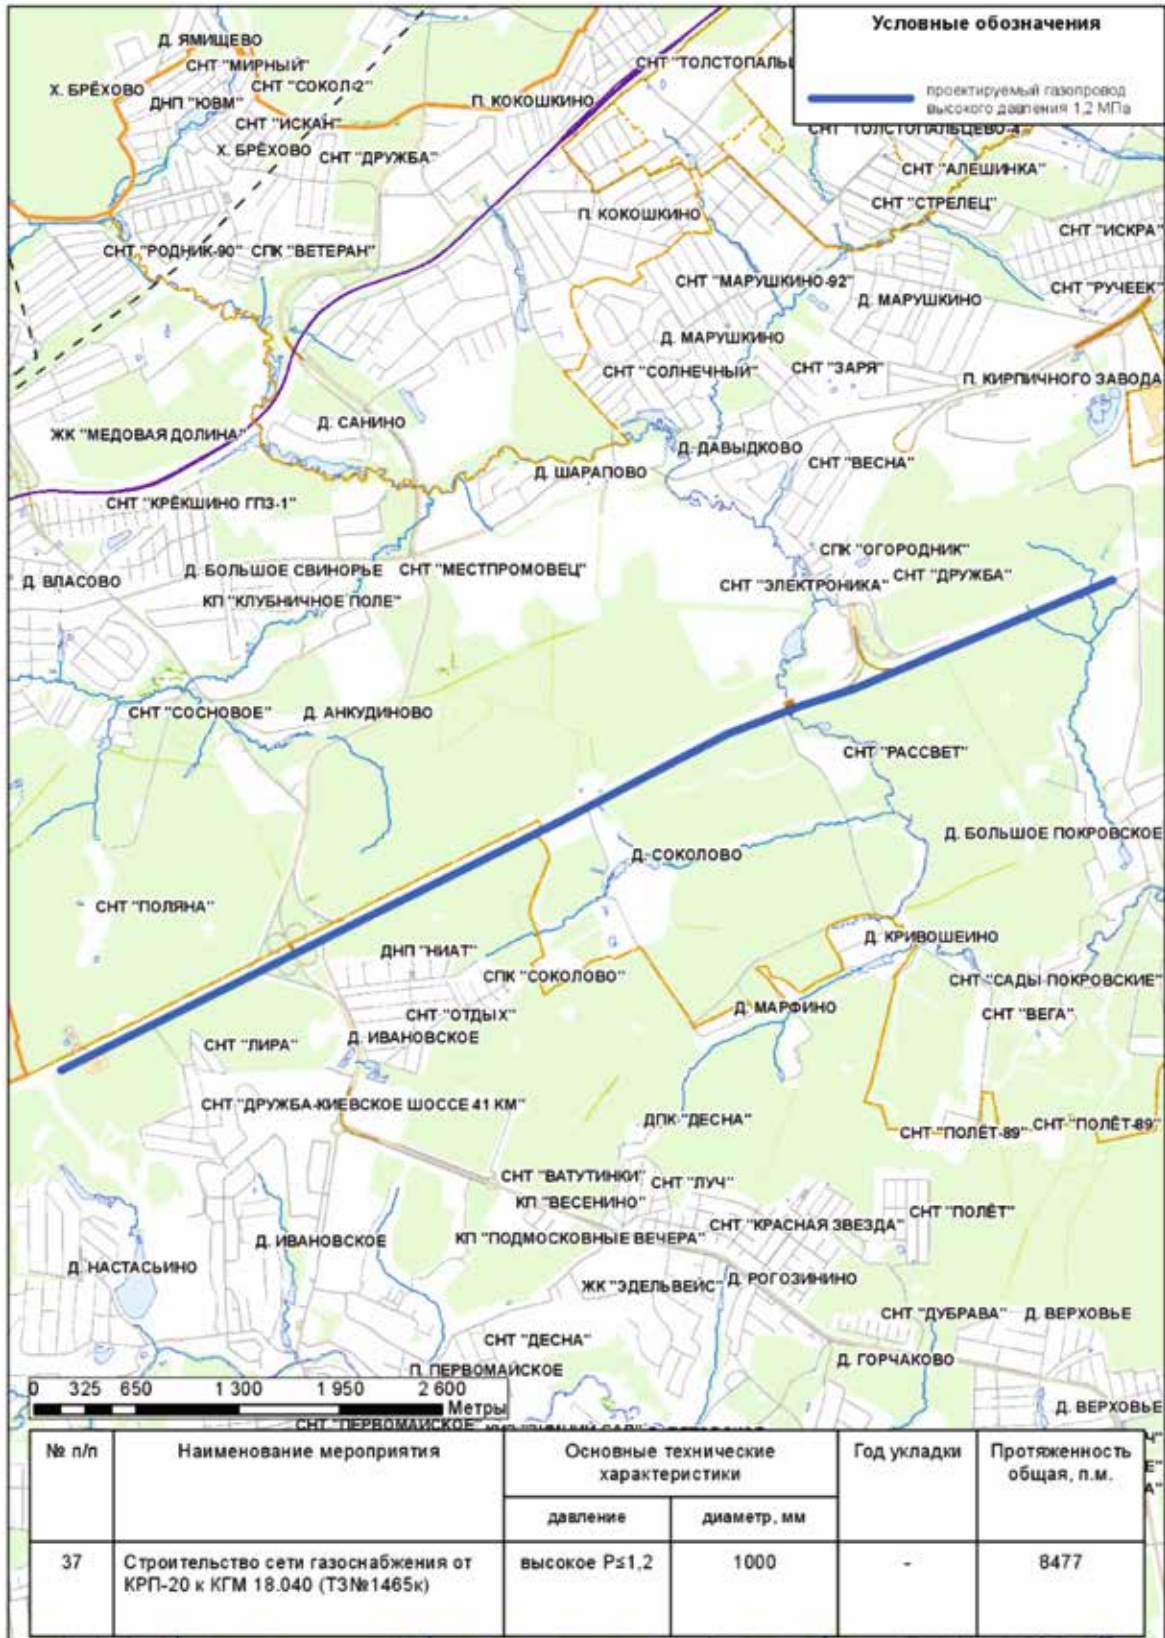 Условные обозначения
проектируемый газопровод
высокого давления 1,2 МПа
Д. ЯМИЩЕВО
СНТ "МИРНЫЙ"
Х. БРЁХОВО
СНТ "СОКОЛ-2"
ДНП "ЮВМ"
СНТ "ИСКАН"
Х. БРЁХОВО
СНТ "ДРУЖБА"
П. КОКОШКИНО
СНТ "ТОЛСТОПАЛЬЦ
СНТ "ТОЛСТОПАЛЬЦЕВО-4"
СНТ "АЛЕШИНКА"
СНТ "СТРЕЛЕЦ"
П. КОКОШКИНО
СНТ "ИСКРА"
СНТ "РОДНИК-90"
СПК "ВЕТЕРАН"
СНТ "МАРУШКИНО-92"
Д. МАРУШКИНО
СНТ "РУЧЕЕК"
Д. МАРУШКИНО
СНТ "СОЛНЕЧНЫЙ"
СНТ "ЗАРЯ"
П. КИРПИЧНОГО ЗАВОДА
Д. САНИНО
ЖК "МЕДОВАЯ ДОЛИНА"
Д. ДАВЫДКОВО
Д. ШАРАПОВО
СНТ "ВЕСНА"
СНТ "КРЁКШИНО ГПЗ-1"
СПК "ОГОРОДНИК"
Д. ВЛАСОВО
Д. БОЛЬШОЕ СВИНОРЬЕ
СНТ "МЕСТПРОМОВЕЦ"
СНТ "ЭЛЕКТРОНИКА"
СНТ "ДРУЖБА"
КП "КЛУБНИЧНОЕ ПОЛЕ"
СНТ "СОСНОВОЕ"
Д. АНКУДИНОВО
СНТ "РАССВЕТ"
Д. БОЛЬШОЕ ПОКРОВСКОЕ
Д. СОКОЛОВО
СНТ "ПОЛЯНА"
Д. КРИВОШЕИНО
ДНП "НИАТ"
СПК "СОКОЛОВО"
СНТ "САДЫ ПОКРОВСКИЕ"
СНТ "ОТДЫХ"
Д. МАРФИНО
СНТ "ВЕГА"
СНТ "ЛИРА"
Д. ИВАНОВСКОЕ
СНТ "ДРУЖБА-КИЕВСКОЕ ШОССЕ 41 КМ"
ДПК "ДЕСНА"
СНТ "ПОЛЁТ-89"
СНТ "ПОЛЁТ-89"
СНТ "ВАТУТИНКИ"
СНТ "ЛУЧ"
КП "ВЕСЕНИНО"
СНТ "КРАСНАЯ ЗВЕЗДА"
СНТ "ПОЛЁТ"
Д. ИВАНОВСКОЕ
КП "ПОДМОСКОВНЫЕ ВЕЧЕРА"
Д. НАСТАСЬИНО
ЖК "ЭДЕЛЬВЕЙС"
Д. РОГОЗИНИНО
СНТ "ДУБРАВА"
Д. ВЕРХОВЬЕ
СНТ "ДЕСНА"
Д. ГОРЧАКОВО
П. ПЕРВОМАЙСКОЕ
Д. ВЕРХОВЬЕ
0 325 650 1 300 1 950 2 600
Метры
СНТ "ПЕРВОМАЙСКОЕ"
№ п/п
Наименование мероприятия
Основные технические
характеристики
Год укладки
Протяженность
общая, п.м.
давление
диаметр, мм
37
Строительство сети газоснабжения от
КРП-20 к КГМ 18.040 (ТЗ№1465к)
высокое P≤1,2
1000
-
8477